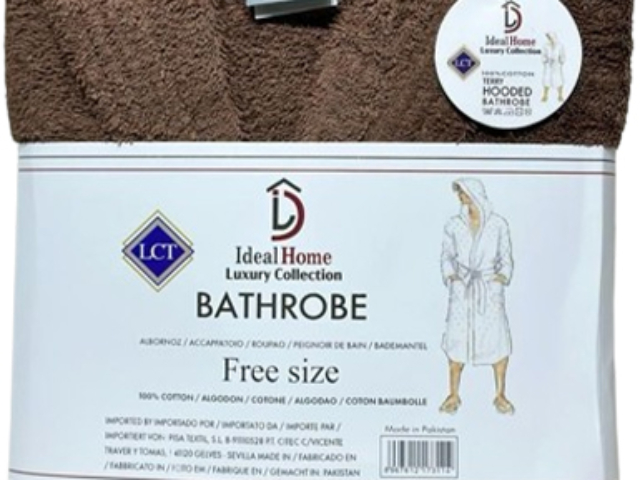 Ideal Home
Luxury Collection
LCT
100% COTTON
TERRY
HOODED
BATHROBE
LCT
Ideal Home
Luxury Collection
BATHROBE
ALBORNOZ / ACCAPPATOIO / ROUPAO / PEIGNOIR DE BAIN / BADEMANTEL
Free size
100% COTTON / ALGODON / COTONE / ALGODAO / COTON BAUMBOLLE
IMPORTED BY IMPORTADO POR / IMPORTATO DA / IMPORTE PAR /
IMPORTIERT VON: PISA TEXTIL, S.L. PT. CITEC C/VICENTE
TRAVER Y TOMAS, GELVES - SEVILLA MADE IN / FABRICADO EN
/ FABBRICATO IN / EM / FABRIQUE EN / GEMACHT IN: PAKISTAN
Made in Pakistan